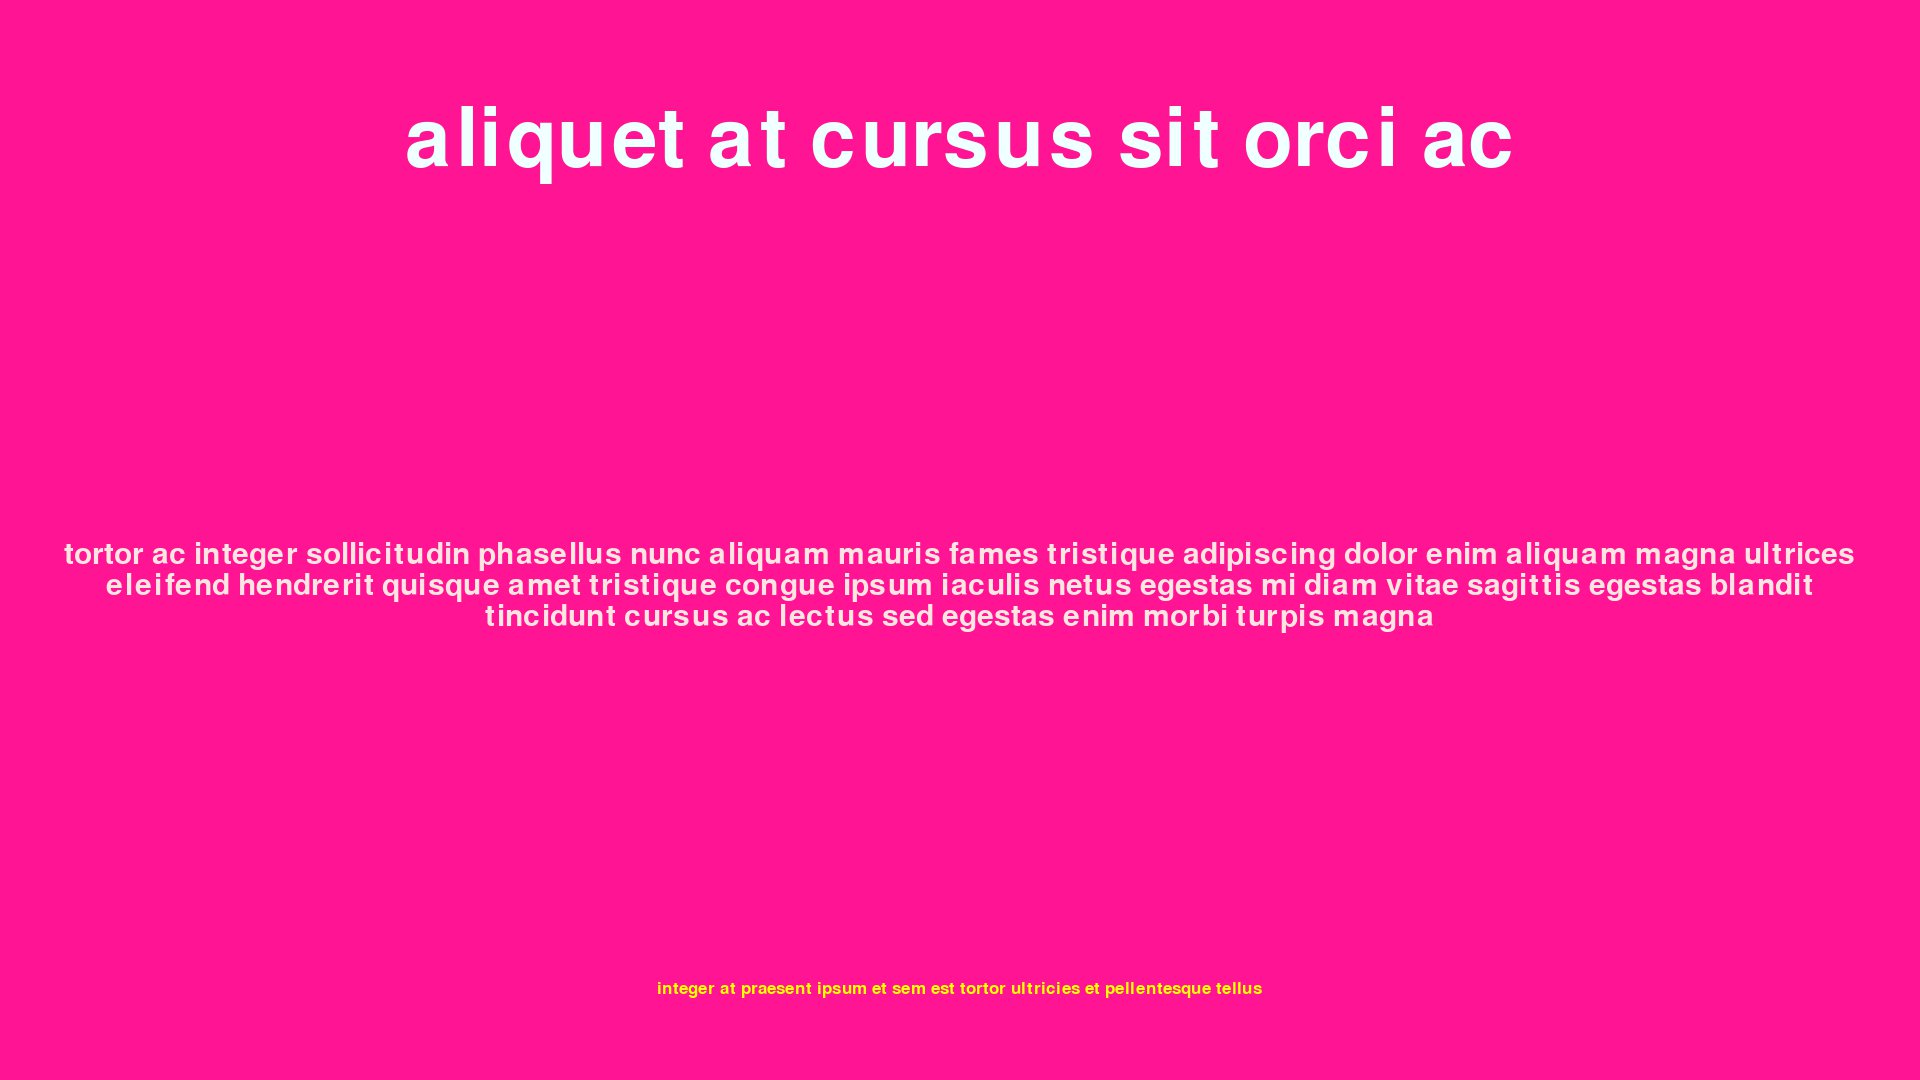 aliquet at cursus sit orci ac
tortor ac integer sollicitudin phasellus nunc aliquam mauris fames tristique adipiscing dolor enim aliquam magna ultrices
eleifend hendrerit quisque amet tristique congue ipsum iaculis netus egestas mi diam vitae sagittis egestas blandit
tincidunt cursus ac lectus sed egestas enim morbi turpis magna
integer at praesent ipsum et sem est tortor ultricies et pellentesque tellus